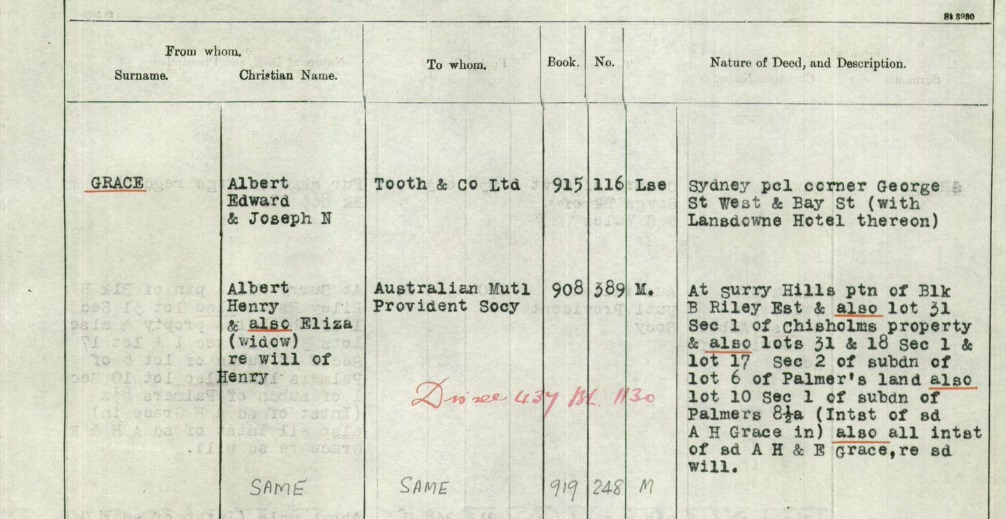 St 3980
From whom.
Surname. Christian Name. To whom. Book. No. Nature of Deed, and Description.
GRACE Albert Tooth & Co Ltd 915 116 Lse Sydney pcl corner George
Edward St West & Bay St (with
& Joseph N Lansdowne Hotel thereon)
Albert Australian Mutl 908 389 M. At Surry Hills ptn of Blk
Henry Provident Socy B Riley Est & also lot 31
& also Eliza Sec 1 of Chisholms property
(widow) & also lots 31 & 18 Sec 1 &
re will of lot 17 Sec 2 of subdn of
Henry lot 6 of Palmer's land also
437 Bk 1130 lot 10 Sec 1 of subdn of
Palmers 8½a (Intst of sd
A H Grace in) also all intst
of sd A H & E Grace, re sd
will.
SAME SAME 919 248 M